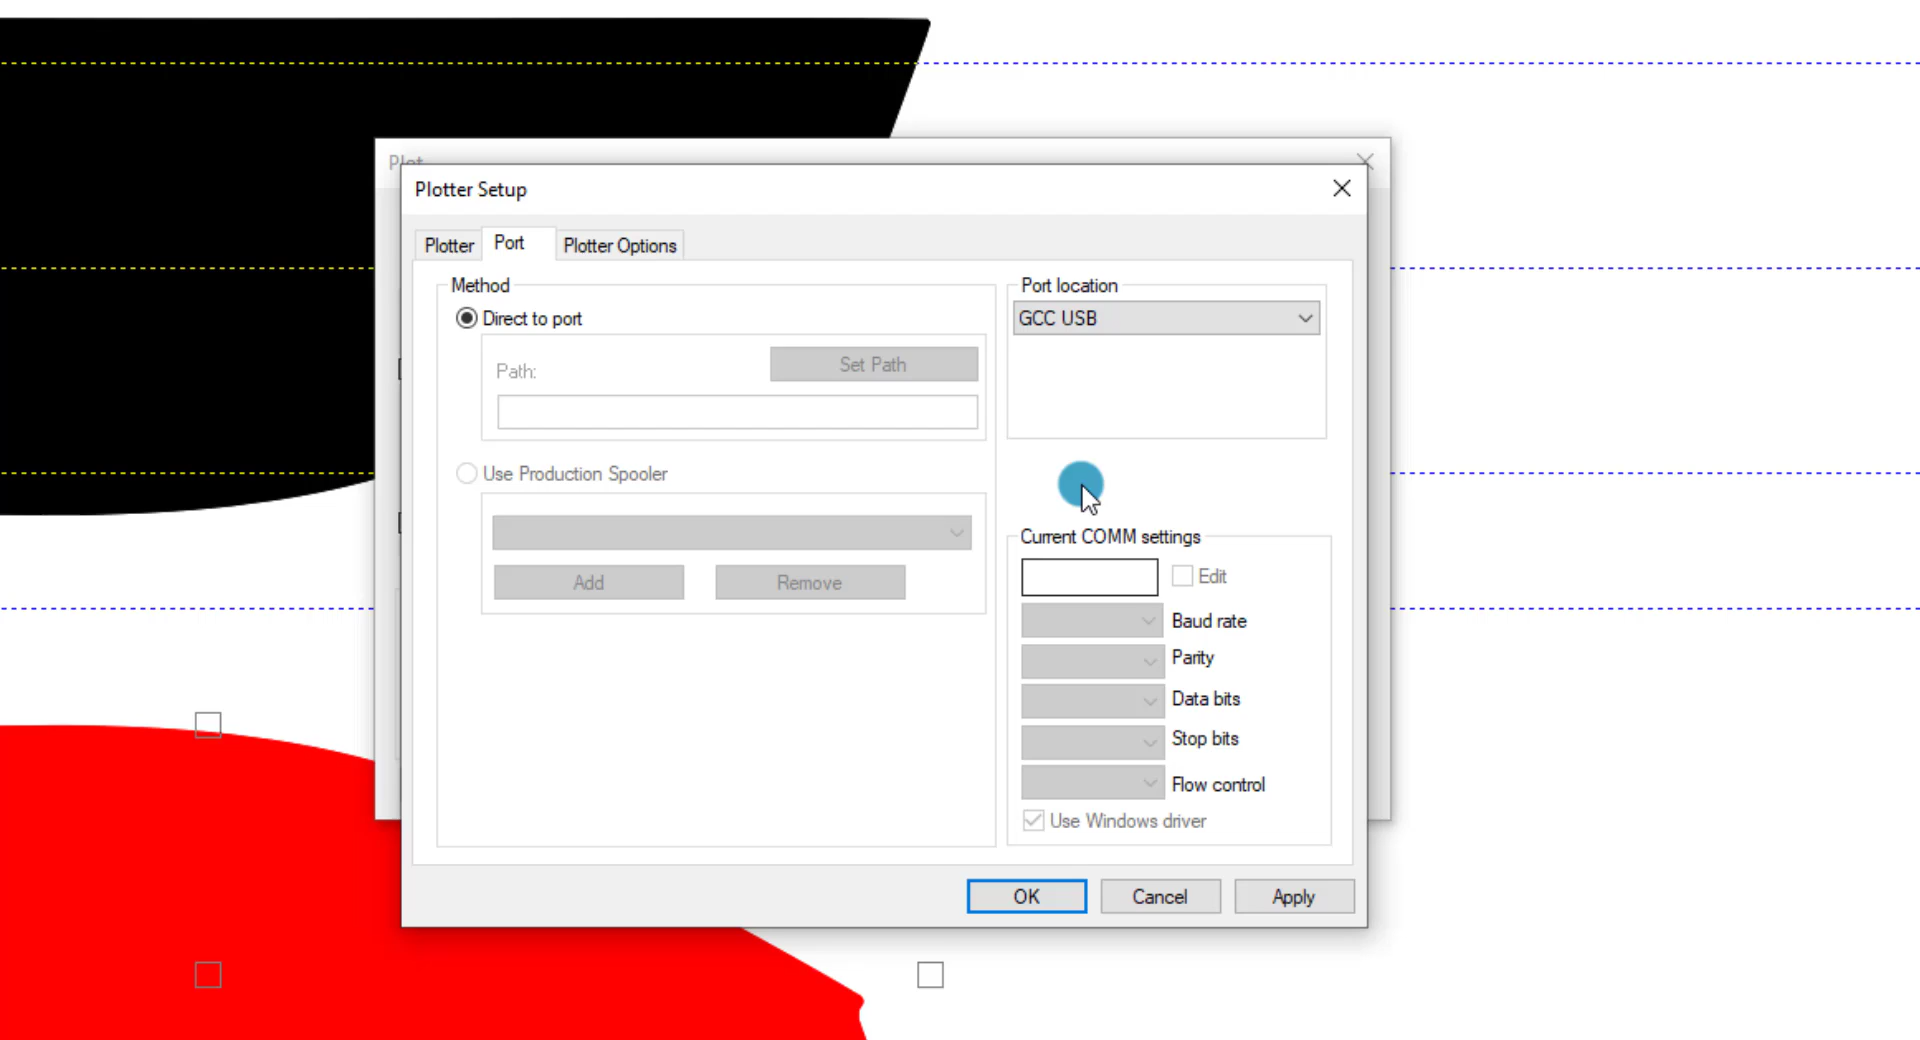 Plot
Plotter Setup
Plotter Port Plotter Options
Method
Direct to port
Path: Set Path
Use Production Spooler
Add Remove
Port location
GCC USB
Current COMM settings
Edit
Baud rate
Parity
Data bits
Stop bits
Flow control
Use Windows driver
OK Cancel Apply